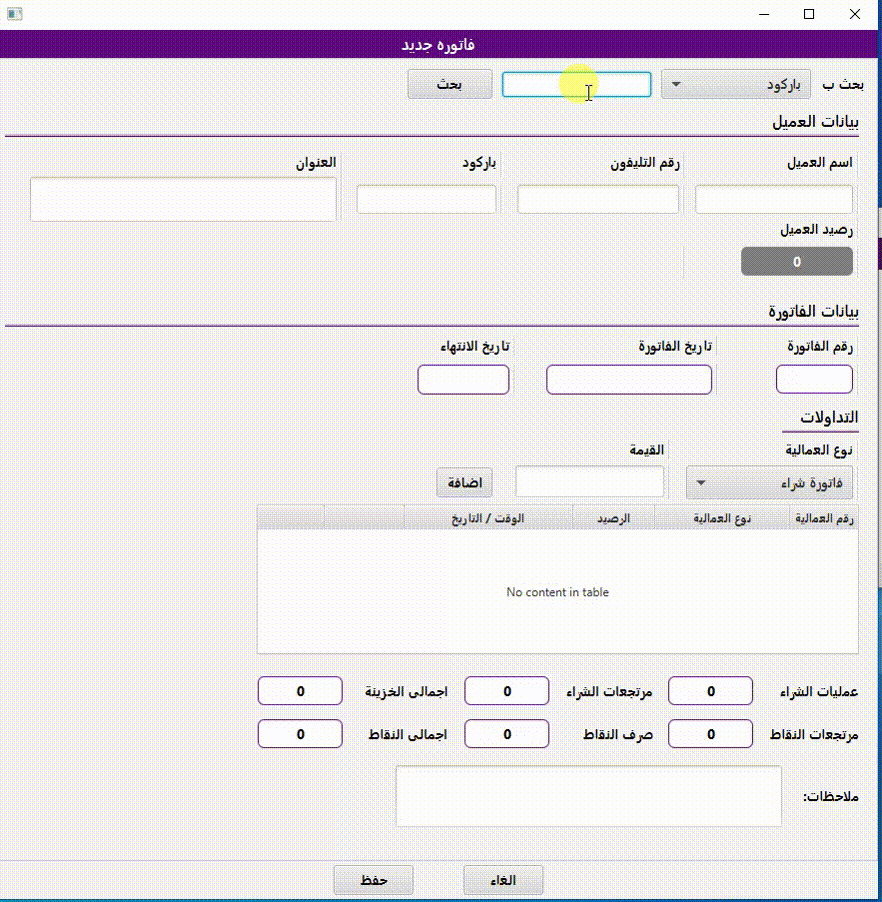 فاتوره جديد
بحث ب باركود بحث
بيانات العميل
اسم العميل رقم التليفون باركود العنوان
رصيد العميل
0
بيانات الفاتورة
رقم الفاتورة تاريخ الفاتورة تاريخ الانتهاء
التداولات
نوع العمالية القيمة
فاتورة شراء اضافة
رقم العمالية نوع العمالية الرصيد الوقت / التاريخ
No content in table
عمليات الشراء 0 مرتجعات الشراء 0 اجمالى الخزينة 0
مرتجعات النقاط 0 صرف النقاط 0 اجمالى النقاط 0
ملاحظات:
الغاء حفظ